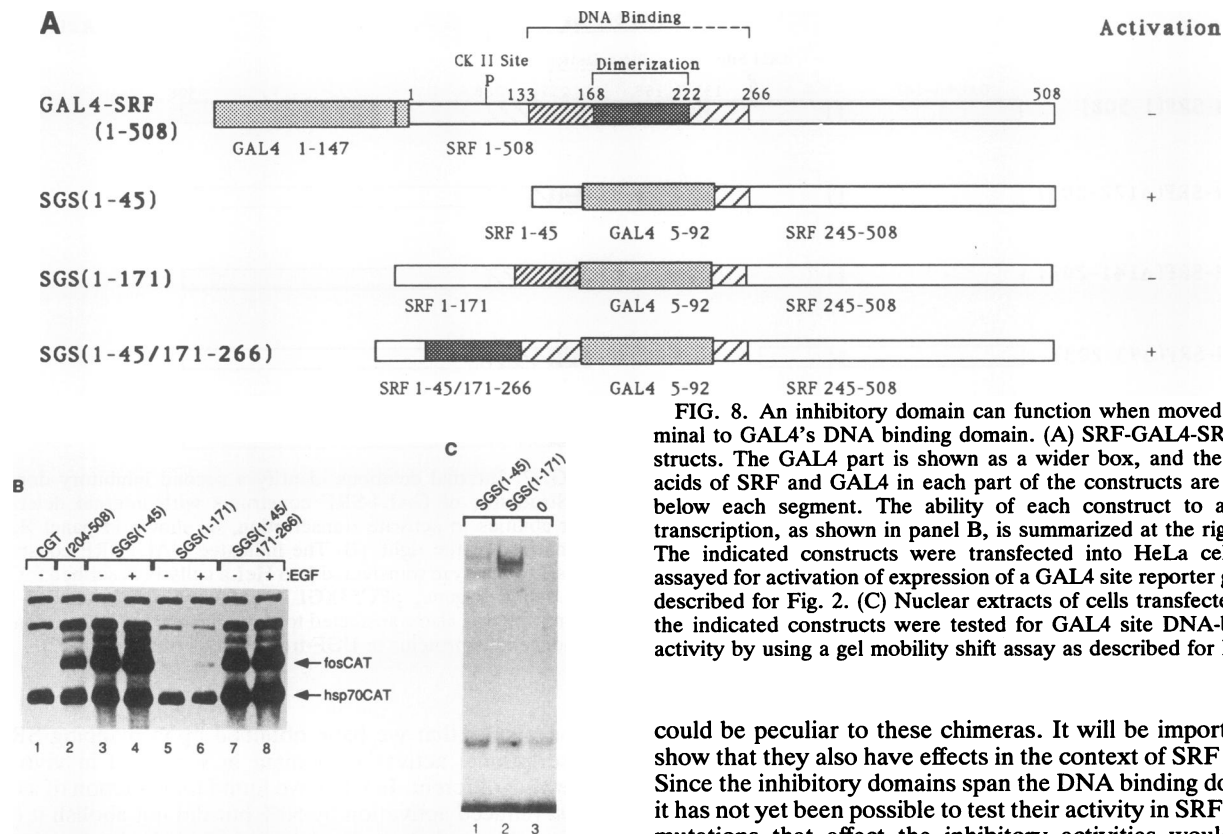 A
DNA Binding
Activation
CK II Site
Dimerization
P
1
133
168
222
266
508
GAL4-SRF
(1-508)
-
GAL4 1-147
SRF 1-508
SGS(1-45)
+
SRF 1-45
GAL4 5-92
SRF 245-508
SGS(1-171)
-
SRF 1-171
GAL4 5-92
SRF 245-508
SGS(1-45/171-266)
+
SRF 1-45/171-266
GAL4 5-92
SRF 245-508
B
CGT
(204-508)
SGS(1-45)
SGS(1-171)
SGS(1-45/
171-266)
- - - + - + - + :EGF
fosCAT
hsp70CAT
1 2 3 4 5 6 7 8
C
SGS(1-45)
SGS(1-171)
0
1 2 3
FIG. 8. An inhibitory domain can function when moved
minal to GAL4's DNA binding domain. (A) SRF-GAL4-SR
structs. The GAL4 part is shown as a wider box, and the
acids of SRF and GAL4 in each part of the constructs are
below each segment. The ability of each construct to a
transcription, as shown in panel B, is summarized at the rig
The indicated constructs were transfected into HeLa cel
assayed for activation of expression of a GAL4 site reporter g
described for Fig. 2. (C) Nuclear extracts of cells transfecte
the indicated constructs were tested for GAL4 site DNA-b
activity by using a gel mobility shift assay as described for
could be peculiar to these chimeras. It will be import
show that they also have effects in the context of SRF
Since the inhibitory domains span the DNA binding do
it has not yet been possible to test their activity in SRF
mutations that affect the inhibitory activities woul